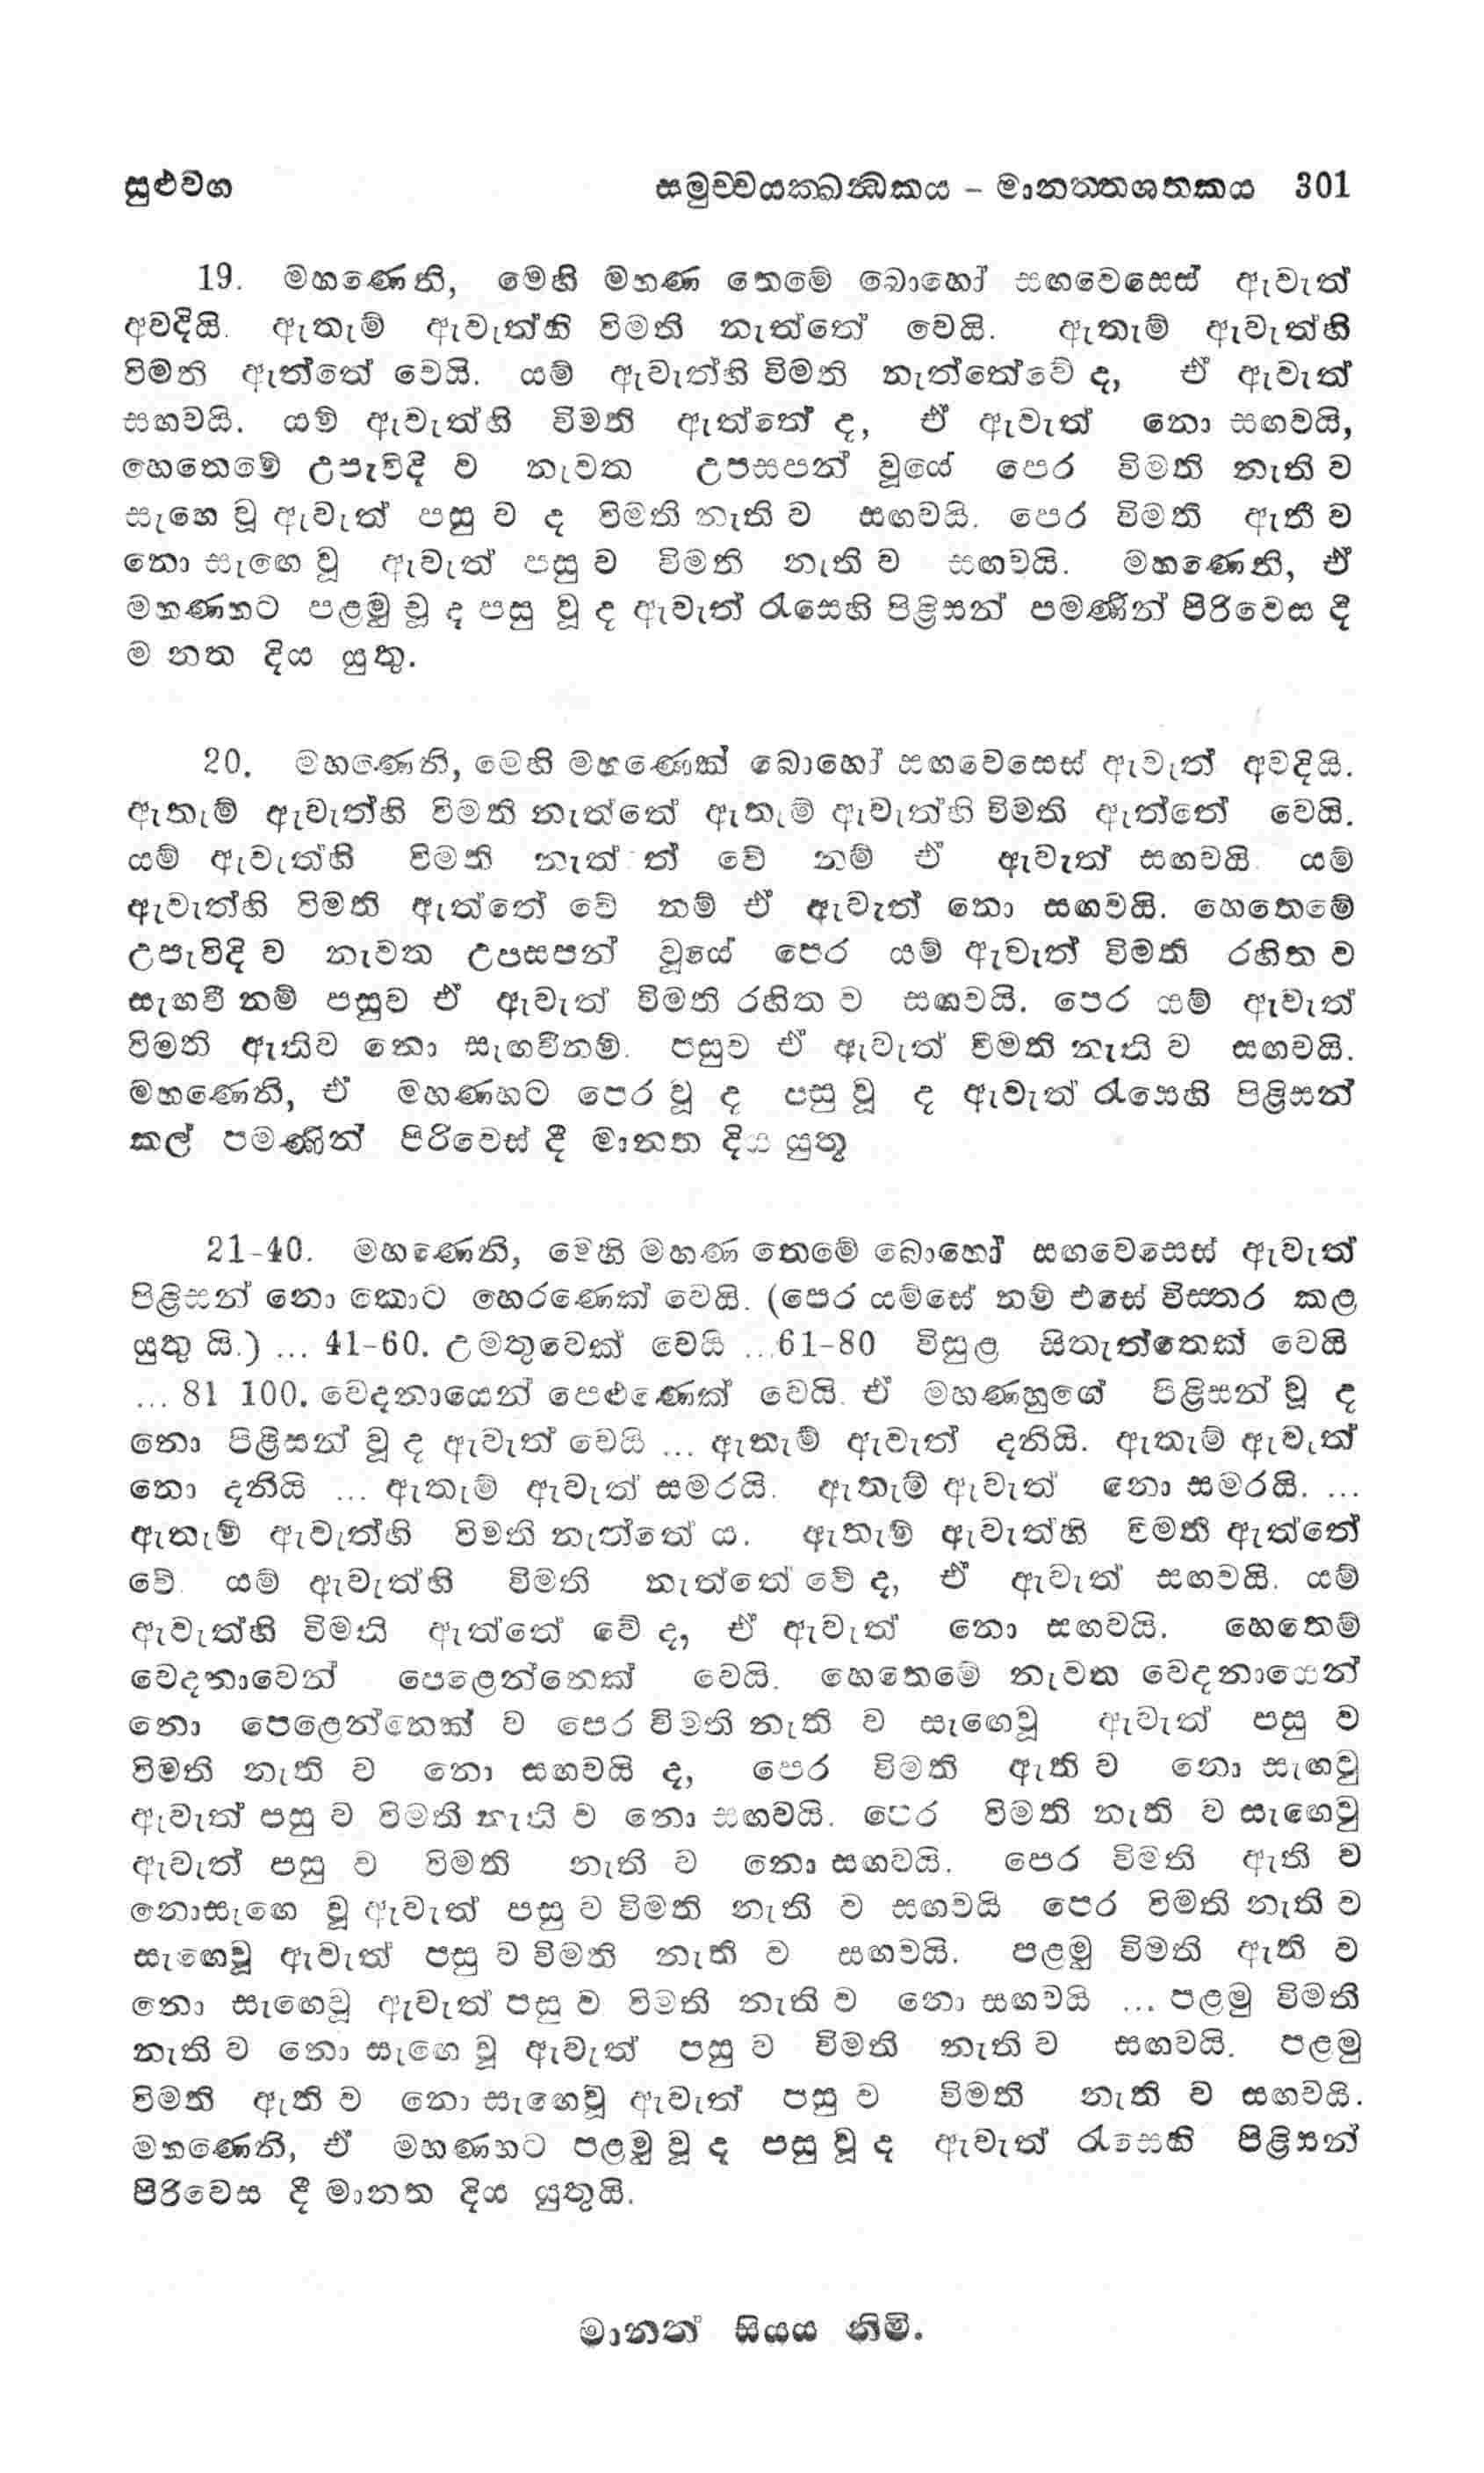 සුළුවග සමුච්චයක්ඛන්ධකය - මානත්තශතකය 301
19. මහණෙනි, මෙහි මහණ තෙමේ බොහෝ සඟවෙසෙස් ඇවැත්
අවදියි. ඇතැම් ඇවැත්හි විමති නැත්තේ වෙයි. ඇතැම් ඇවැත්හි
විමති ඇත්තේ වෙයි. යම් ඇවැත්හි විමති නැත්තේවේ ද, ඒ ඇවැත්
සඟවයි. යම් ඇවැත්හි විමති ඇත්තේ ද, ඒ ඇවැත් නො සඟවයි,
හෙතෙමේ උපැවිදි ව නැවත උපසපන් වූයේ පෙර විමති නැති ව
සැඟෙ වූ ඇවැත් පසු ව ද විමති නැති ව සඟවයි. පෙර විමති ඇති ව
නො සැඟෙ වූ ඇවැත් පසු ව විමති නැති ව සඟවයි. මහණෙනි, ඒ
මහණහට පළමු වූ ද පසු වූ ද ඇවැත් රැසෙහි පිළිසන් පමණින් පිරිවෙස දී
ම නත දිය යුතු.
20. මහණෙනි, මෙහි මහණෙක් බොහෝ සඟවෙසෙස් ඇවැත් අවදියි.
ඇතැම් ඇවැත්හි විමති නැත්තේ ඇතැම් ඇවැත්හි විමති ඇත්තේ වෙයි.
යම් ඇවැත්හි විමති නැත් ත් වේ නම් ඒ ඇවැත් සඟවයි. යම්
ඇවැත්හි විමති ඇත්තේ වේ නම් ඒ ඇවැත් නො සඟවයි. හෙතෙමේ
උපැවිදි ව නැවත උපසපන් වූයේ පෙර යම් ඇවැත් විමති රහිත ව
සැඟවී නම් පසුව ඒ ඇවැත් විමති රහිත ව සඟවයි. පෙර යම් ඇවැත්
විමති ඇතිව නො සැඟවීනම්. පසුව ඒ ඇවැත් විමති නැති ව සඟවයි.
මහණෙනි, ඒ මහණහට පෙර වූ ද පසු වූ ද ඇවැත් රැසෙහි පිළිසන්
කල් පමණින් පිරිවෙස් දී මානත දිය යුතු
21-40. මහණෙනි, මෙහි මහණ තෙමේ බොහෝ සඟවෙසෙස් ඇවැත්
පිළිසන් නො කොට හෙරණෙක් වෙයි. (පෙර යම්සේ නම් එසේ විස්තර කළ
යුතු යි.) ... 41-60. උමතුවෙක් වෙයි ...61-80 විසුළ සිතැත්තෙක් වෙයි
... 81 100. වෙදනායෙන් පෙළුණෙක් වෙයි. ඒ මහණහුගේ පිළිසන් වූ ද
නො පිළිසන් වූ ද ඇවැත් වෙයි ... ඇතැම් ඇවැත් දනියි. ඇතැම් ඇවැත්
නො දනියි ... ඇතැම් ඇවැත් සමරයි. ඇතැම් ඇවැත් නො සමරයි. ...
ඇතැම් ඇවැත්හි විමති නැත්තේ ය. ඇතැම් ඇවැත්හි විමති ඇත්තේ
වේ. යම් ඇවැත්හි විමති නැත්තේ වේ ද, ඒ ඇවැත් සඟවයි. යම්
ඇවැත්හි විමති ඇත්තේ වේ ද, ඒ ඇවැත් නො සඟවයි. හෙතෙම්
වෙදනාවෙන් පෙළෙන්නෙක් වෙයි. හෙතෙමේ නැවත වෙදනායෙන්
නො පෙළෙන්නෙක් ව පෙර විමති නැති ව සැඟෙවූ ඇවැත් පසු ව
විමති නැති ව නො සඟවයි ද, පෙර විමති ඇති ව නො සැඟවු
ඇවැත් පසු ව විමති නැති ව නො සඟවයි. පෙර විමති නැති ව සැඟෙවු
ඇවැත් පසු ව විමති නැති ව නො සඟවයි. පෙර විමති ඇති ව
නොසැඟෙ වූ ඇවැත් පසු ව විමති නැති ව සඟවයි පෙර විමති නැති ව
සැඟෙවූ ඇවැත් පසු ව විමති නැති ව සඟවයි. පළමු විමති ඇති ව
නො සැඟෙවූ ඇවැත් පසු ව විමති නැති ව නො සඟවයි ... පළමු විමති
නැති ව නො සැඟෙ වූ ඇවැත් පසු ව විමති නැති ව සඟවයි. පළමු
විමති ඇති ව නො සැඟෙවූ ඇවැත් පසු ව විමති නැති ව සඟවයි.
මහණෙනි, ඒ මහණහට පළමු වූ ද පසු වූ ද ඇවැත් රැසෙහි පිළිසන්
පිරිවෙස දී මානත දිය යුතුයි.
මානත් සියය නිමි.